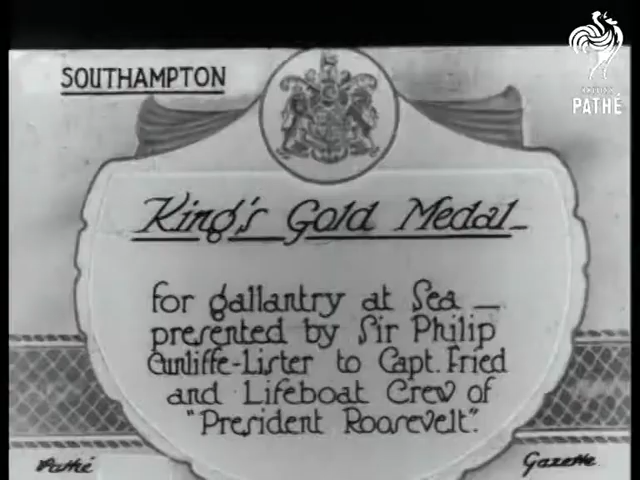 SOUTHAMPTON
BRITISH
PATHÉ
King's Gold Medal
for gallantry at Sea —
presented by Sir Philip
Cunliffe-Lister to Capt. Fried
and Lifeboat Crew of
"President Roosevelt".
Pathé Gazette